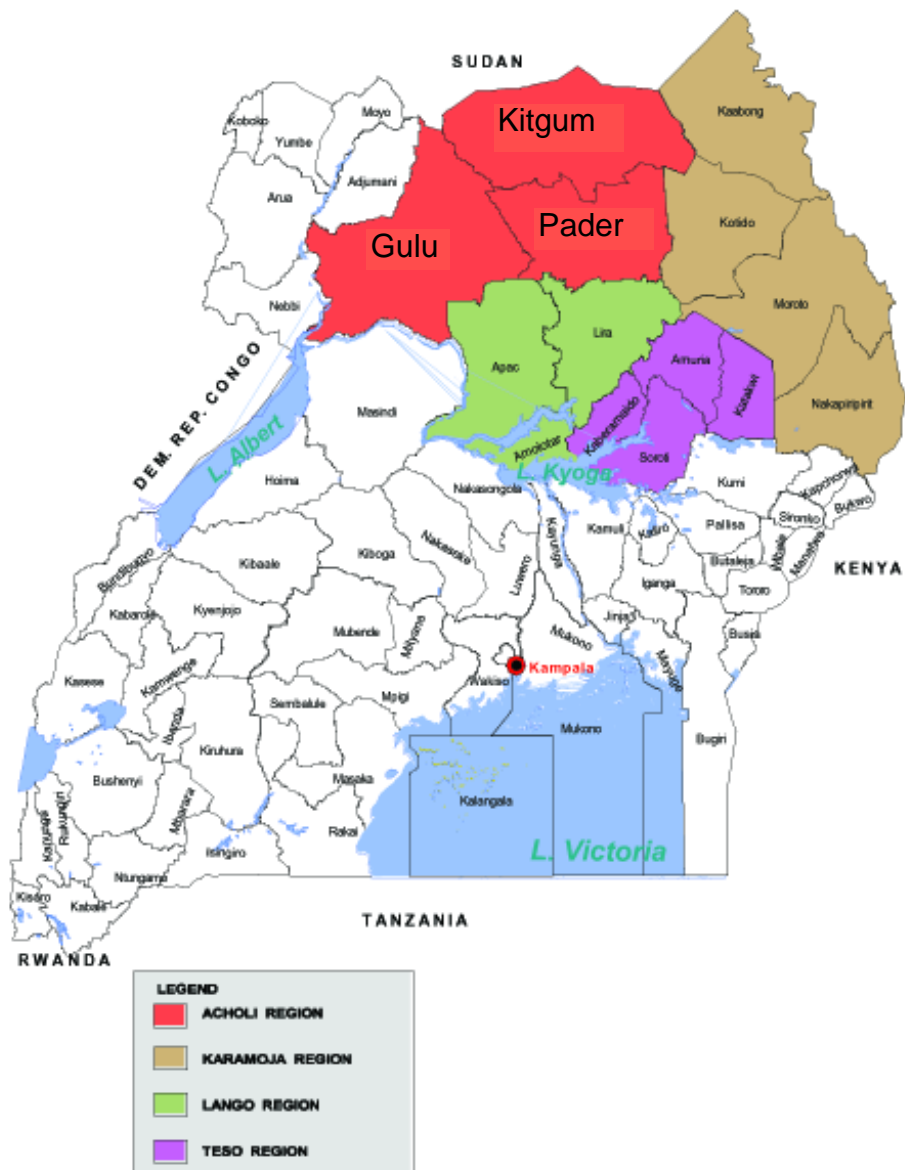 SUDAN
Kaabong
Moyo
Koboko
Yumbe
Kitgum
Adjumani
Arua
Kotido
Pader
Gulu
Nebbi
Moroto
Lira
Amuria
Apac
Katakwi
Nakapiripirit
DEM. REP. CONGO
Masindi
Kaberamaido
Amolotar
Soroti
L. Albert
L. Kyoga
Hoima
Kumi
Kapchorwa
Bukwo
Nakasongola
Kayunga
Kamuli
Kaliro
Pallisa
Sironko
Bundibugyo
Kibaale
Kiboga
Nakaseke
Luwero
Butaleja
Mbale
Manafwa
KENYA
Iganga
Tororo
Kabarole
Kyenjojo
Jinja
Mubende
Mityana
Mukono
Busia
Kampala
Wakiso
Mayuge
Kasese
Kamwenge
Sembabule
Mpigi
Ibanda
Kiruhura
Mukono
Bugiri
Bushenyi
Masaka
Kalangala
Mbarara
Rakai
Kanungu
Rukungiri
Isingiro
L. Victoria
Ntungamo
Kisoro
Kabale
TANZANIA
RWANDA
LEGEND
ACHOLI REGION
KARAMOJA REGION
LANGO REGION
TESO REGION